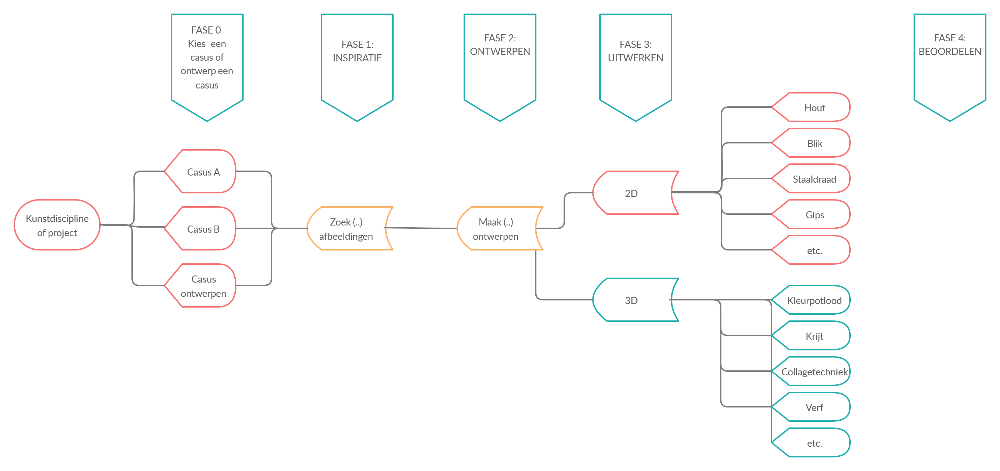 FASE 0
Kies een
casus of
ontwerp een
casus
FASE 1:
INSPIRATIE
FASE 2:
ONTWERPEN
FASE 3:
UITWERKEN
FASE 4:
BEOORDELEN
Kunstdiscipline
of project
Casus A
Casus B
Casus
ontwerpen
Zoek (..)
afbeeldingen
Maak (..)
ontwerpen
2D
Hout
Blik
Staaldraad
Gips
etc.
3D
Kleurpotlood
Krijt
Collagetechniek
Verf
etc.